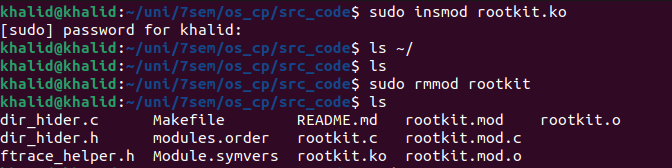 khalid@khalid:~/uni/7sem/os_cp/src_code$ sudo insmod rootkit.ko
[sudo] password for khalid:
khalid@khalid:~/uni/7sem/os_cp/src_code$ ls ~/
khalid@khalid:~/uni/7sem/os_cp/src_code$ ls
khalid@khalid:~/uni/7sem/os_cp/src_code$ sudo rmmod rootkit
khalid@khalid:~/uni/7sem/os_cp/src_code$ ls
dir_hider.c Makefile README.md rootkit.mod rootkit.o
dir_hider.h modules.order rootkit.c rootkit.mod.c
ftrace_helper.h Module.symvers rootkit.ko rootkit.mod.o